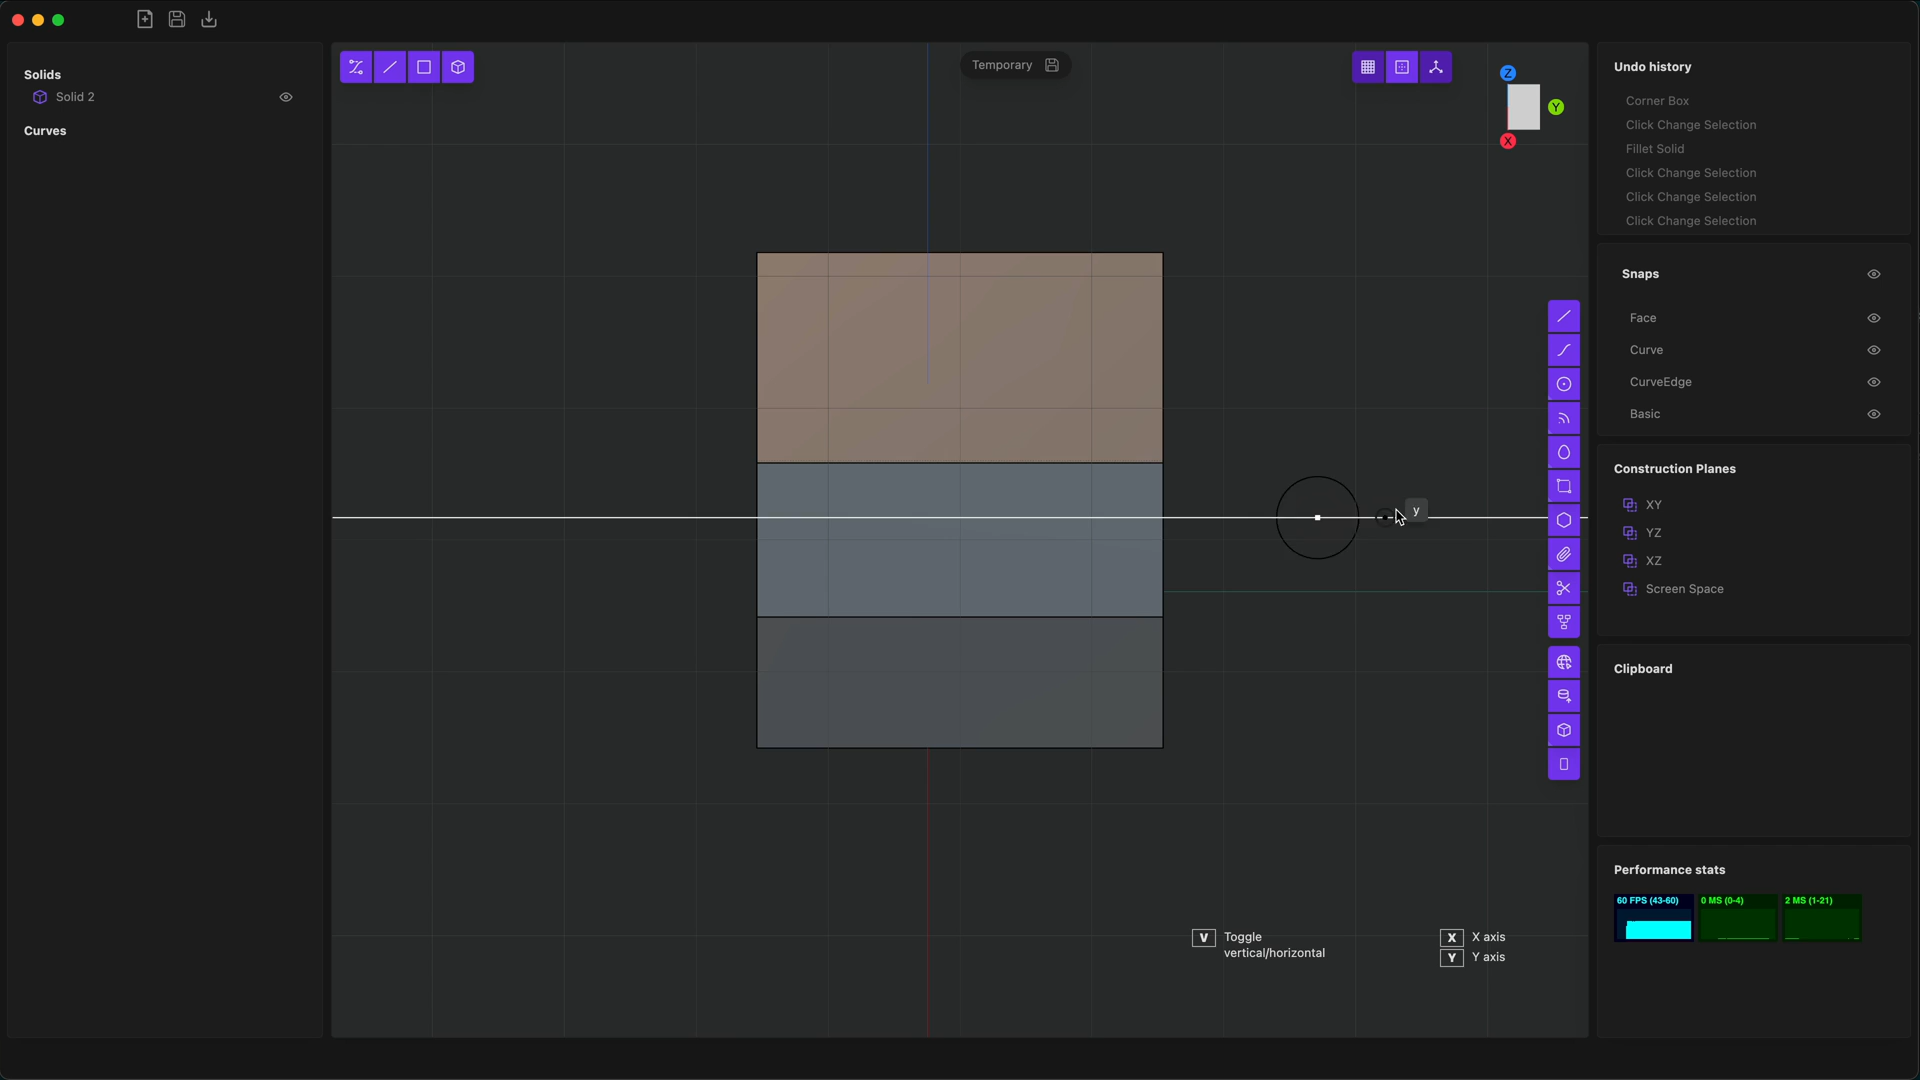 Solids
Solid 2
Curves
Temporary
Z
Y
X
y
V Toggle
vertical/horizontal
X X axis
Y Y axis
Undo history
Corner Box
Click Change Selection
Fillet Solid
Click Change Selection
Click Change Selection
Click Change Selection
Snaps
Face
Curve
CurveEdge
Basic
Construction Planes
XY
YZ
XZ
Screen Space
Clipboard
Performance stats
60 FPS (43-60) 0 MS (0-4) 2 MS (1-21)